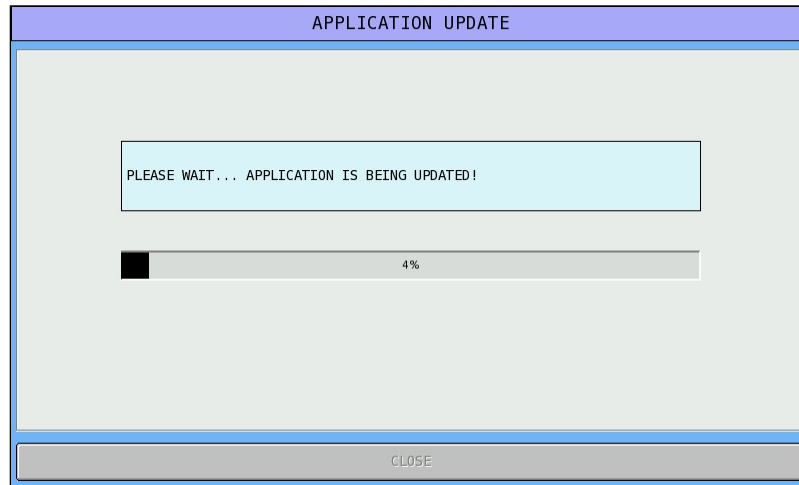 APPLICATION UPDATE
PLEASE WAIT... APPLICATION IS BEING UPDATED!
4%
CLOSE